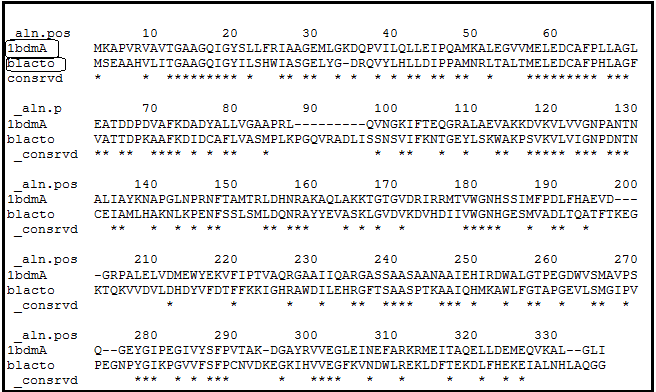 _aln.pos 10 20 30 40 50 60
1bdmA MKAPVRVAVTGAAGQIGYSLLFRIAAGEMLGKDQPVILQLLEIPQAMKALEGVVMELEDCAFPLLAGL
blacto MSEAAHVLITGAAGQIGYILSHWIASGELYG-DRQVYLHLLDIPPAMNRLTALTMELEDCAFPHLAGF
consrvd * ********* * ** ** * * * ** ** ** * ********* ***
_aln.p 70 80 90 100 110 120 130
1bdmA EATDDPDVAFKDADYALLVGAAPRL---------QVNGKIFTEQGRALAEVAKKDVKVLVVGNPANTN
blacto VATTDPKAAFKDIDCAFLVASMPLKPGQVRADLISSNSVIFKNTGEYLSKWAKPSVKVLVIGNPDNTN
_consrvd ** ** **** * * ** * * ** * * ** ***** *** ***
_aln.pos 140 150 160 170 180 190 200
1bdmA ALIAYKNAPGLNPRNFTAMTRLDHNRAKAQLAKKTGTGVDRIRRMTVWGNHSSIMFPDLFHAEVD---
blacto CEIAMLHAKNLKPENFSSLSMLDQNRAYYEVASKLGVDVKDVHDIIVWGNHGESMVADLTQATFTKEG
_consrvd ** * * * ** ** *** * * * * ***** * ** *
_aln.pos 210 220 230 240 250 260 270
1bdmA -GRPALELVDMEWYEKVFIPTVAQRGAAIIQARGASSAASAANAAIEHIRDWALGTPEGDWVSMAVPS
blacto KTQKVVDVLDHDYVFDTFFKKIGHRAWDILEHRGFTSAASPTKAAIQHMKAWLFGTAPGEVLSMGIPV
_consrvd * * * * ** **** *** * * ** * ** *
_aln.pos 280 290 300 310 320 330
1bdmA Q--GEYGIPEGIVYSFPVTAK-DGAYRVVEGLEINEFARKRMEITAQELLDEMEQVKAL--GLI
blacto PEGNPYGIKPGVVFSFPCNVDKEGKIHVVEGFKVNDWLREKLDFTEKDLFHEKEIALNHLAQGG
_consrvd *** * * *** * **** * * * * * *